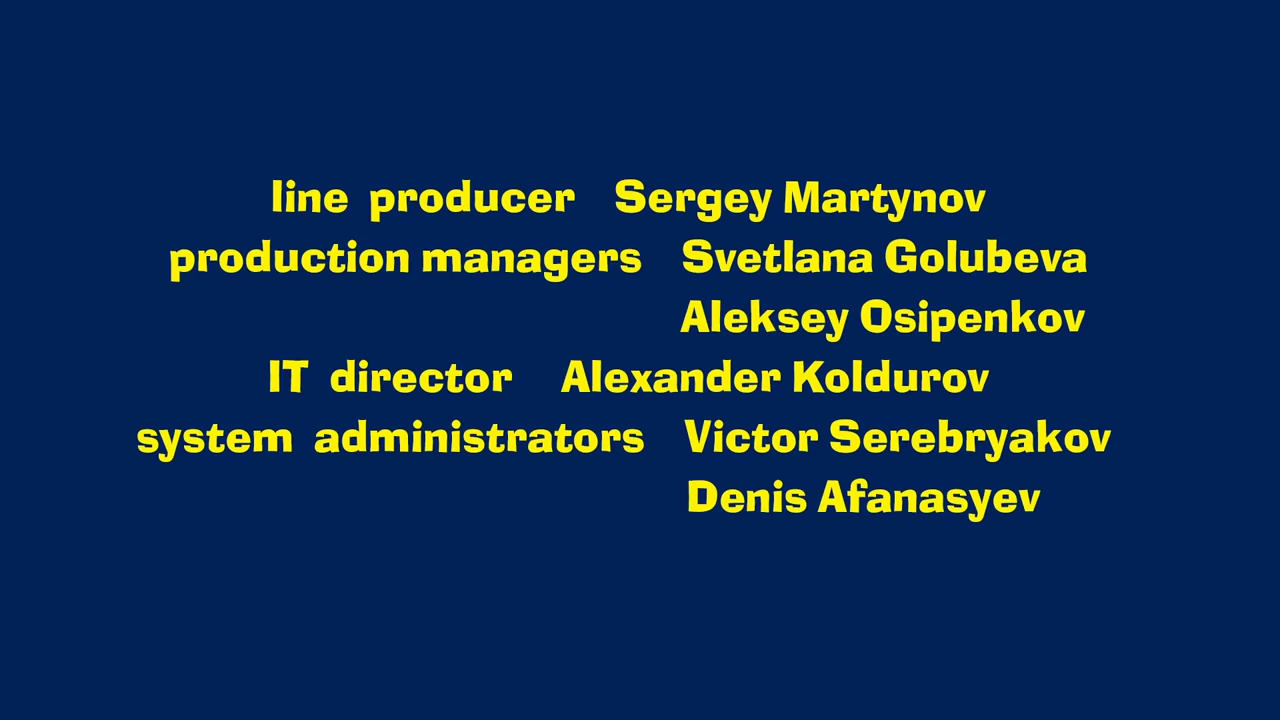 line producer Sergey Martynov
production managers Svetlana Golubeva
Aleksey Osipenkov
IT director Alexander Koldurov
system administrators Victor Serebryakov
Denis Afanasyev